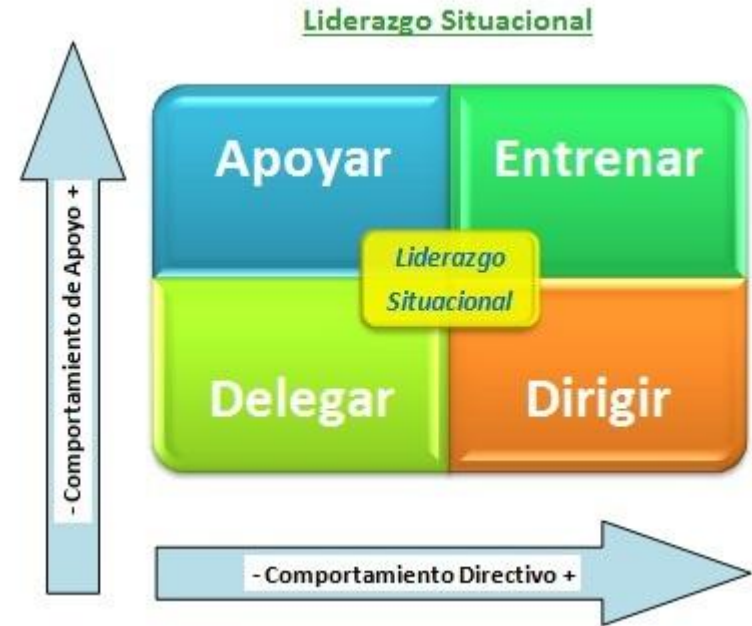 Liderazgo Situacional
Apoyar
Entrenar
Liderazgo
Situacional
Delegar
Dirigir
- Comportamiento de Apoyo +
- Comportamiento Directivo +